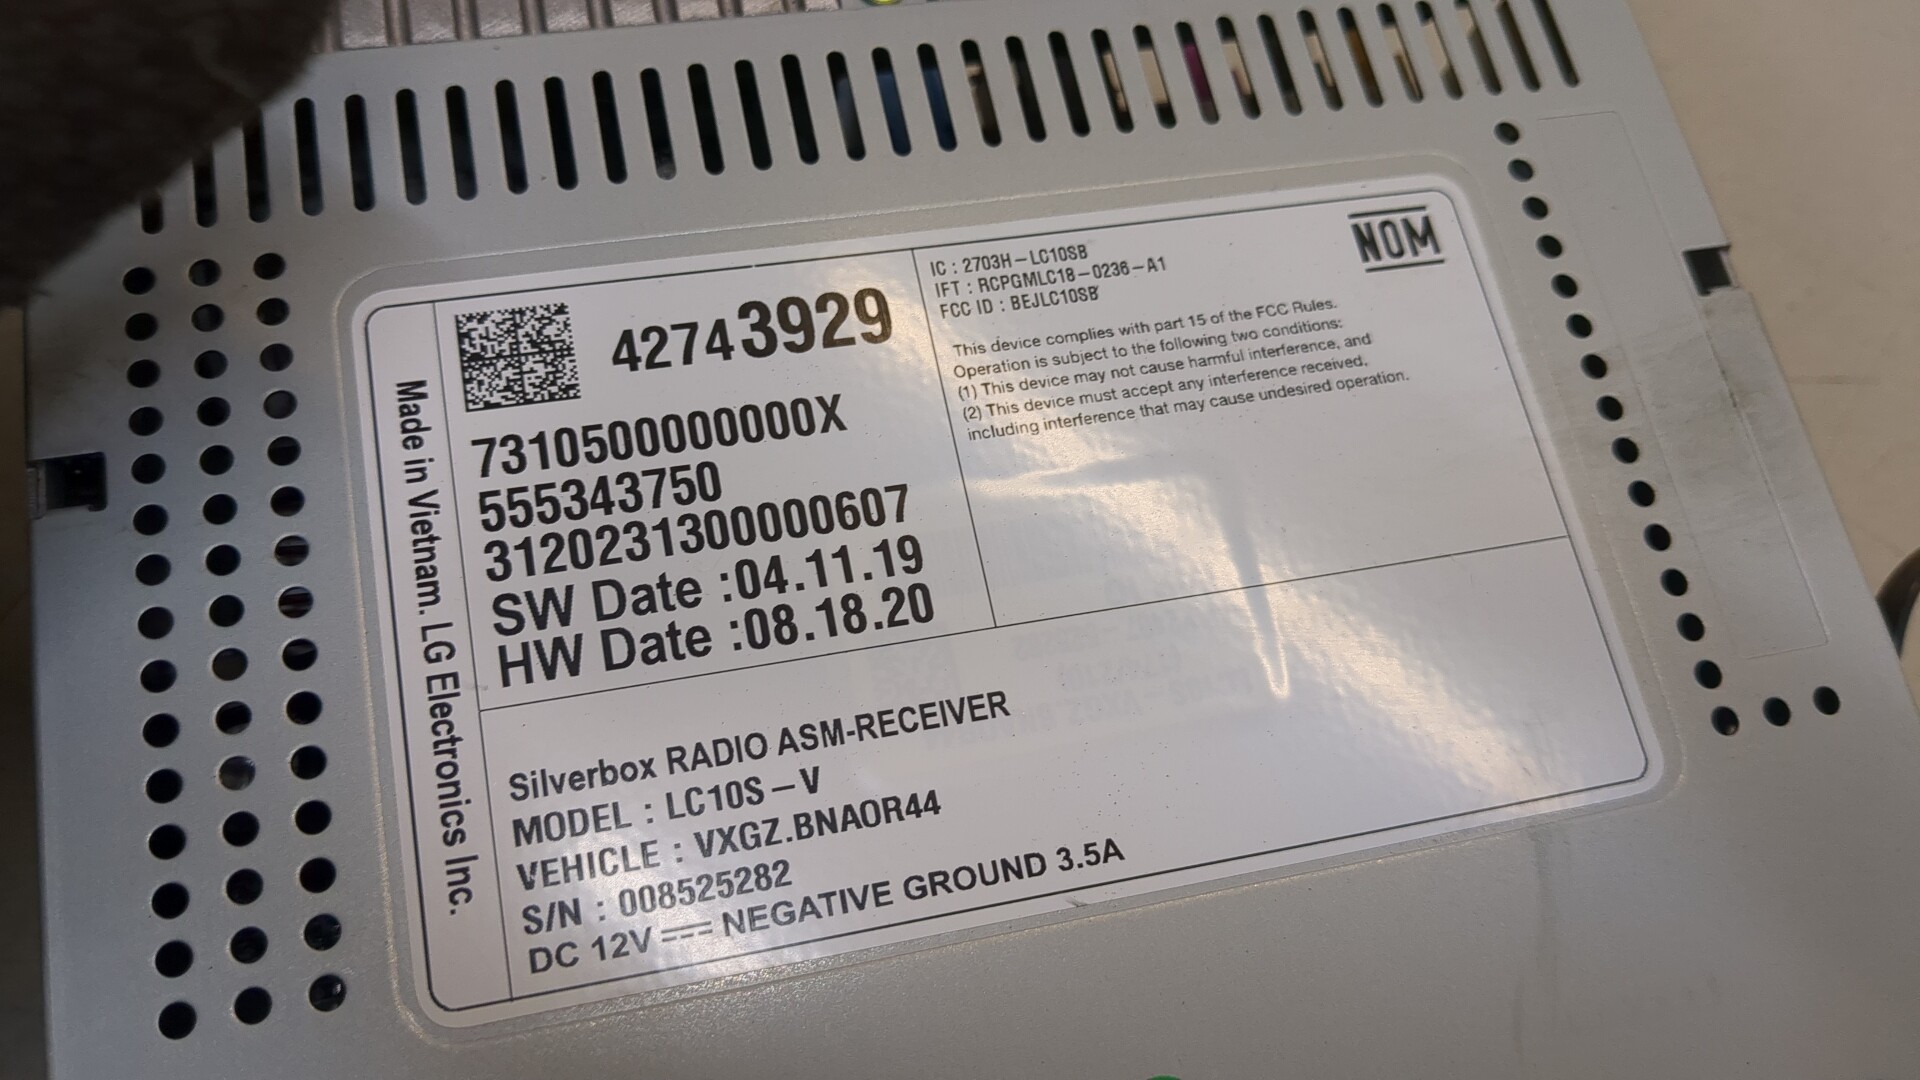 Made in Vietnam. LG Electronics Inc.
42743929
7310500000000X
555343750
3120231300000607
SW Date :04.11.19
HW Date :08.18.20
IC : 2703H-LC10SB
IFT : RCPGMLC18-0236-A1
FCC ID : BEJLC10SB
NOM
This device complies with part 15 of the FCC Rules.
Operation is subject to the following two conditions:
(1) This device may not cause harmful interference, and
(2) This device must accept any interference received,
including interference that may cause undesired operation.
Silverbox RADIO ASM-RECEIVER
MODEL : LC10S-V
VEHICLE : VXGZ.BNAOR44
S/N : 008525282
DC 12V NEGATIVE GROUND 3.5A